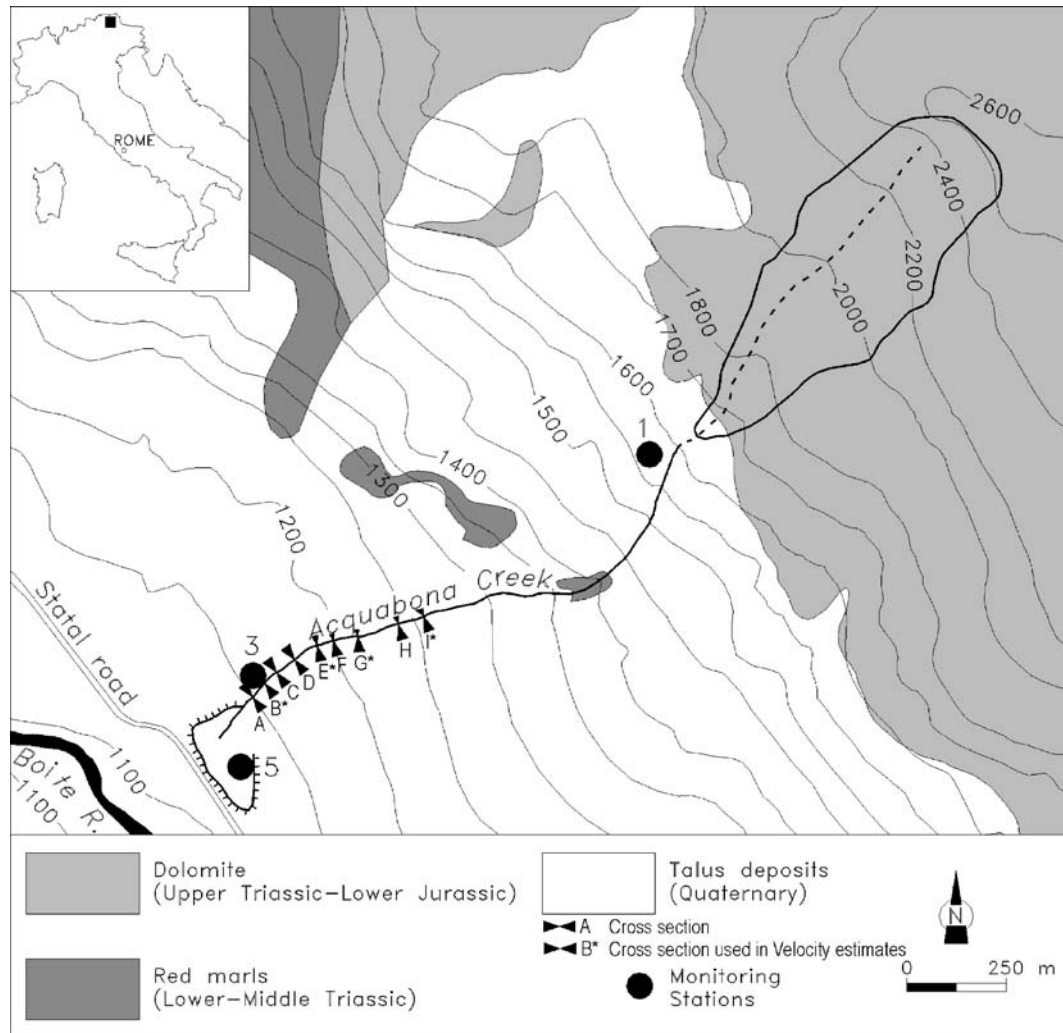 ROME
2600
2400
2200
2000
1800
1700
1600
1500
1400
1300
1200
1
Acquabona Creek
3
A
B*
C
D
E*
F
G*
H
I*
5
Statal road
Boite R.
1100
1100
Dolomite
(Upper Triassic-Lower Jurassic)
Red marls
(Lower-Middle Triassic)
Talus deposits
(Quaternary)
A Cross section
B* Cross section used in Velocity estimates
Monitoring
Stations
N
0 250 m